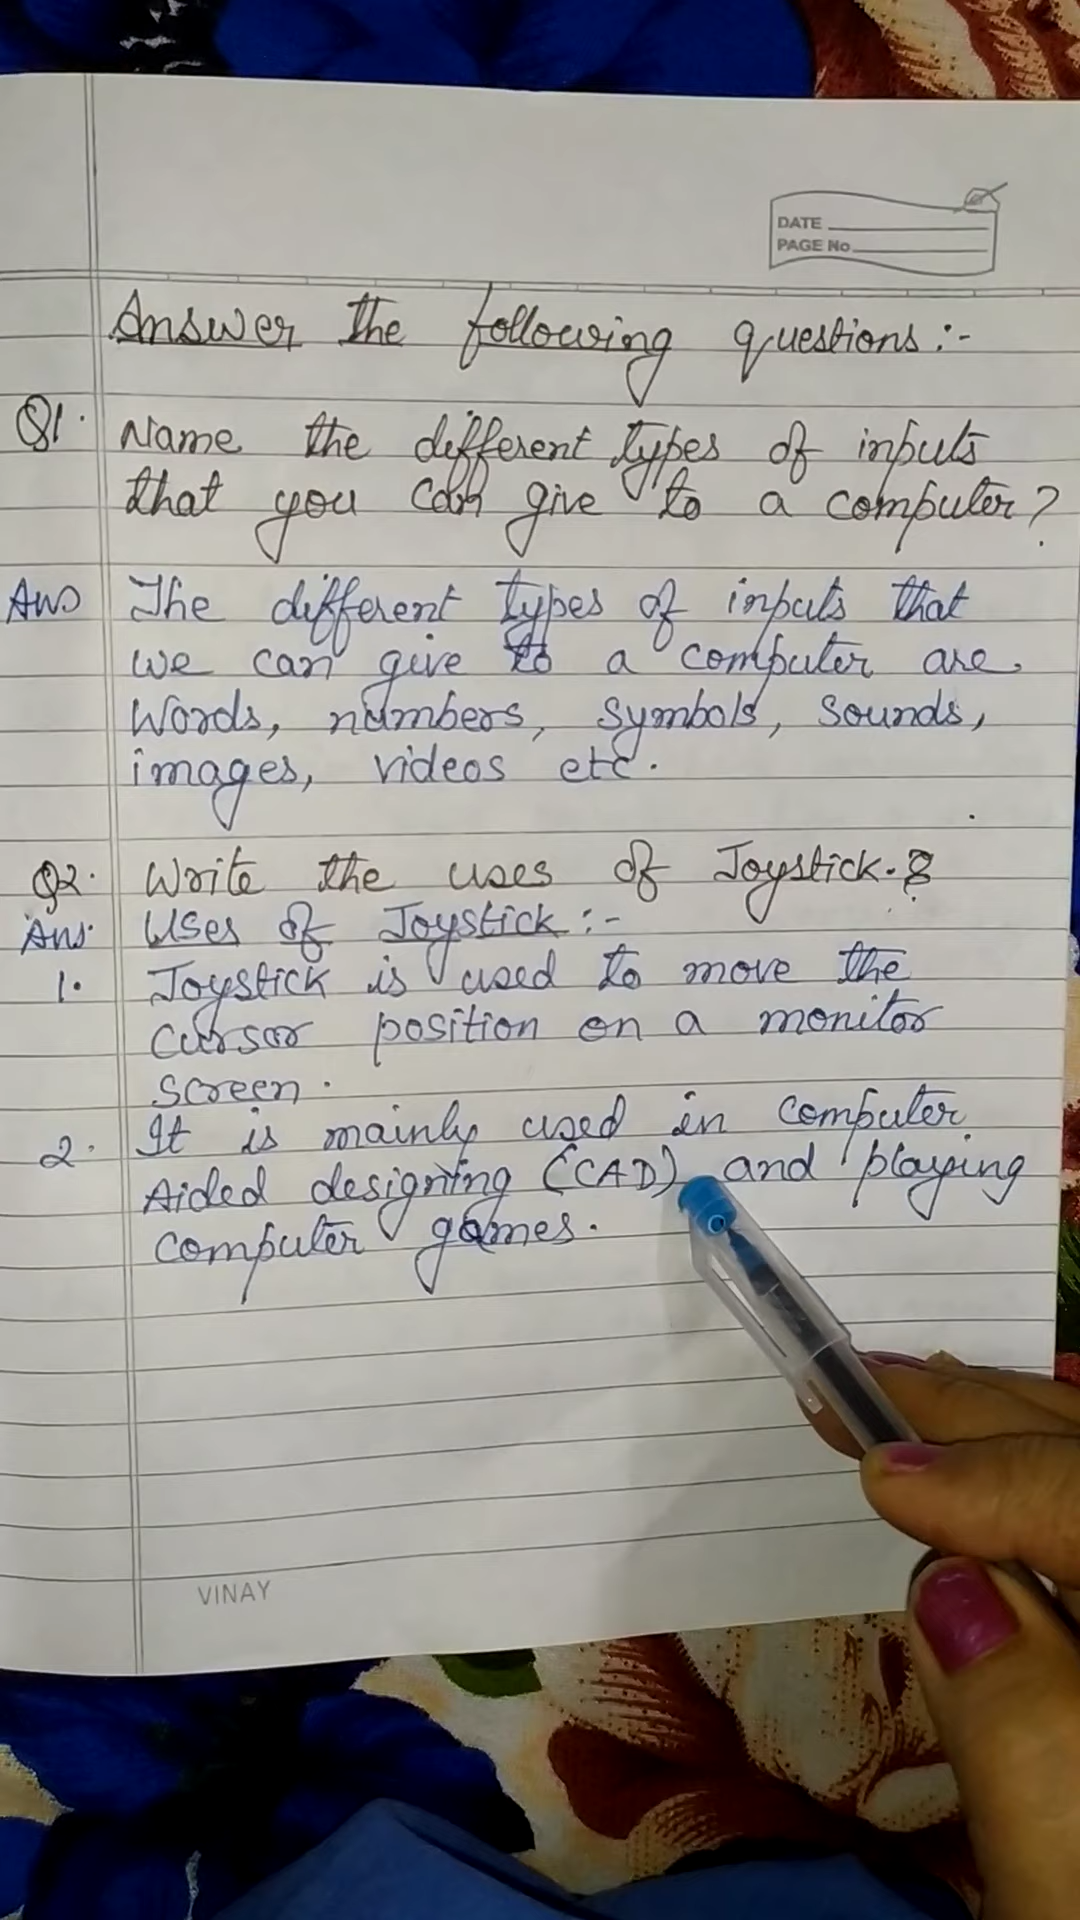 DATE
PAGE No.
Answer the following questions:-
Q1. Name the different types of inputs
that you can give to a computer?
Ans The different types of inputs that
we can give to a computer are
Words, numbers, symbols, sounds,
images, videos etc.
Q2. Write the uses of Joystick.?
Ans. Uses of Joystick:-
1. Joystick is used to move the
cursor position on a monitor
screen.
2. It is mainly used in computer
Aided designing (CAD) and playing
computer games.
VINAY